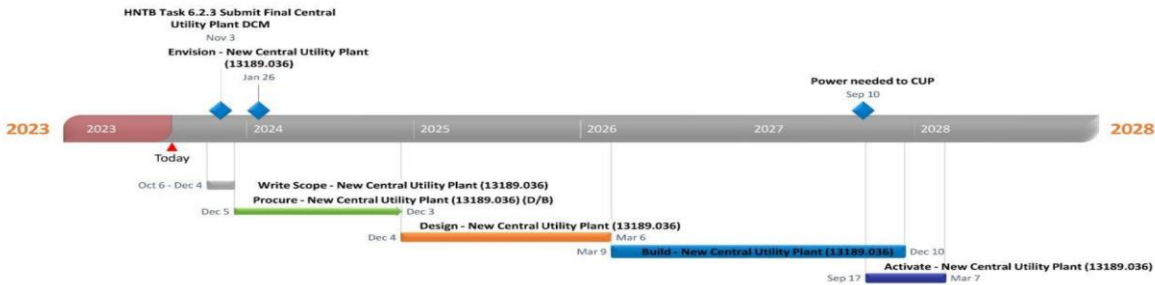 HNTB Task 6.2.3 Submit Final Central
Utility Plant DCM
Nov 3
Envision - New Central Utility Plant
(13189.036)
Jan 26
Power needed to CUP
Sep 10
2023
2023
2024
2025
2026
2027
2028
2028
Today
Oct 6 - Dec 4
Write Scope - New Central Utility Plant (13189.036)
Procure - New Central Utility Plant (13189.036) (D/B)
Dec 5
Dec 3
Design - New Central Utility Plant (13189.036)
Dec 4
Mar 6
Mar 9
Build - New Central Utility Plant (13189.036)
Dec 10
Activate - New Central Utility Plant (13189.036)
Sep 17
Mar 7